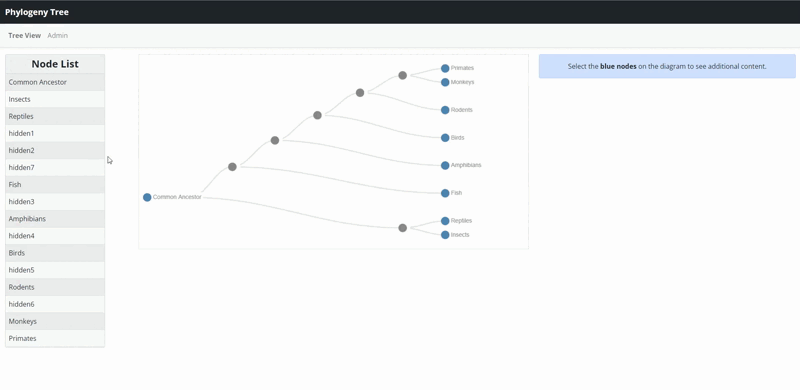 Phylogeny Tree
Tree View Admin
Node List
Common Ancestor
Insects
Reptiles
hidden1
hidden2
hidden7
Fish
hidden3
Amphibians
hidden4
Birds
hidden5
Rodents
hidden6
Monkeys
Primates
Primates
Monkeys
Rodents
Birds
Amphibians
Fish
Common Ancestor
Reptiles
Insects
Select the blue nodes on the diagram to see additional content.